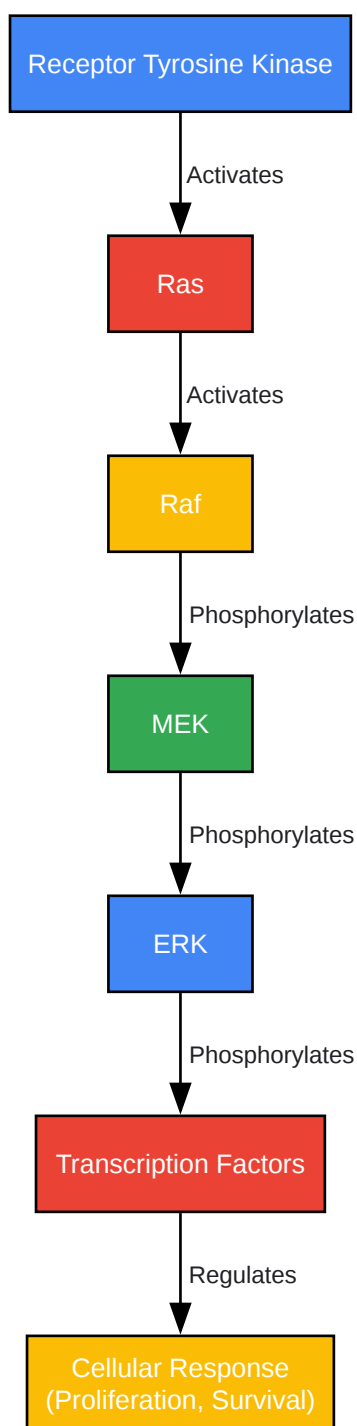 Receptor Tyrosine Kinase
Activates
Ras
Activates
Raf
Phosphorylates
MEK
Phosphorylates
ERK
Phosphorylates
Transcription Factors
Regulates
Cellular Response
(Proliferation, Survival)